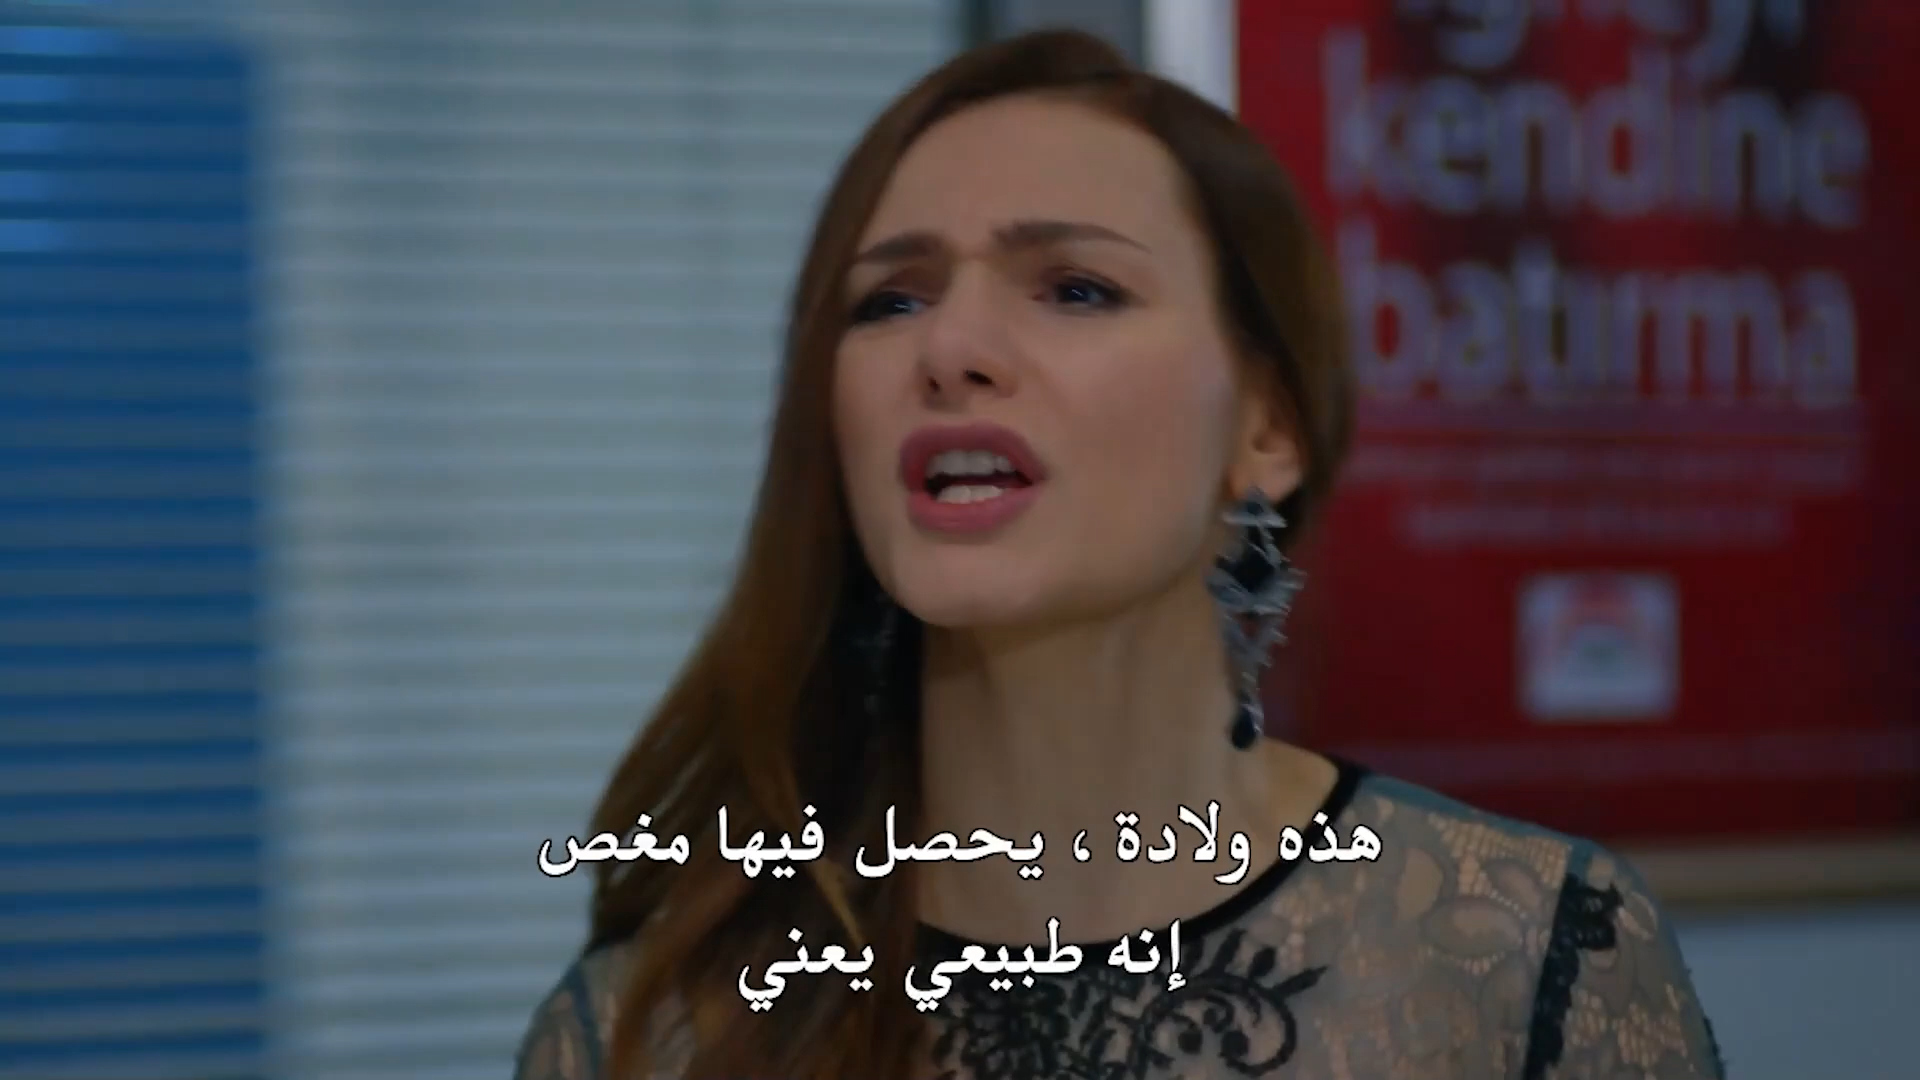 kendine
batırma
هذه ولادة ، يحصل فيها مغص
إنه طبيعي يعني